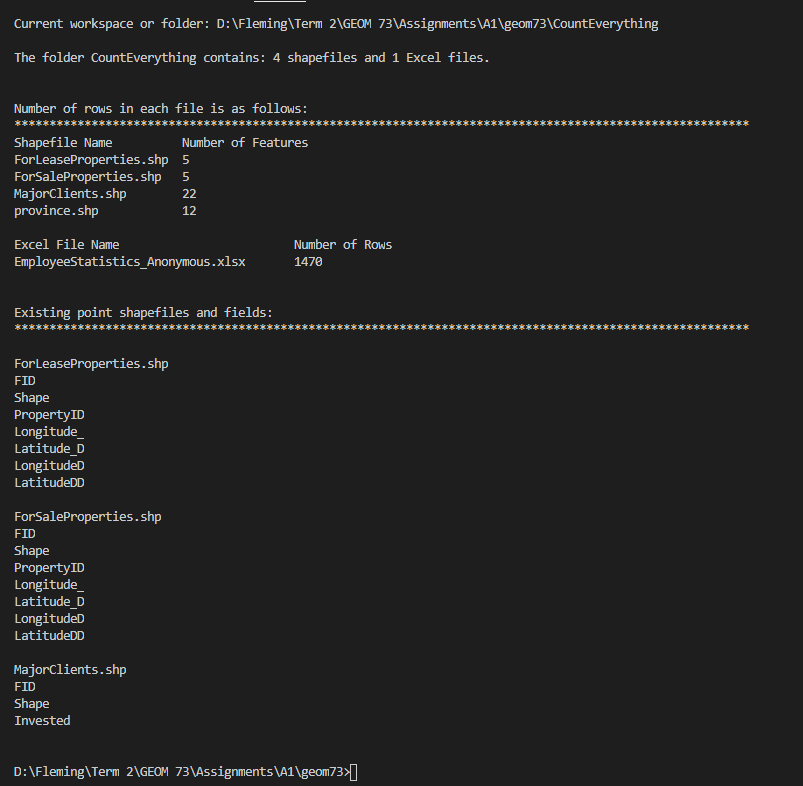 Current workspace or folder: D:\Fleming\Term 2\GEOM 73\Assignments\A1\geom73\CountEverything
The folder CountEverything contains: 4 shapefiles and 1 Excel files.
Number of rows in each file is as follows:
*********************************************************************************************************
Shapefile Name Number of Features
ForLeaseProperties.shp 5
ForSaleProperties.shp 5
MajorClients.shp 22
province.shp 12
Excel File Name Number of Rows
EmployeeStatistics_Anonymous.xlsx 1470
Existing point shapefiles and fields:
*********************************************************************************************************
ForLeaseProperties.shp
FID
Shape
PropertyID
Longitude_
Latitude_D
LongitudeD
LatitudeDD
ForSaleProperties.shp
FID
Shape
PropertyID
Longitude_
Latitude_D
LongitudeD
LatitudeDD
MajorClients.shp
FID
Shape
Invested
D:\Fleming\Term 2\GEOM 73\Assignments\A1\geom73>